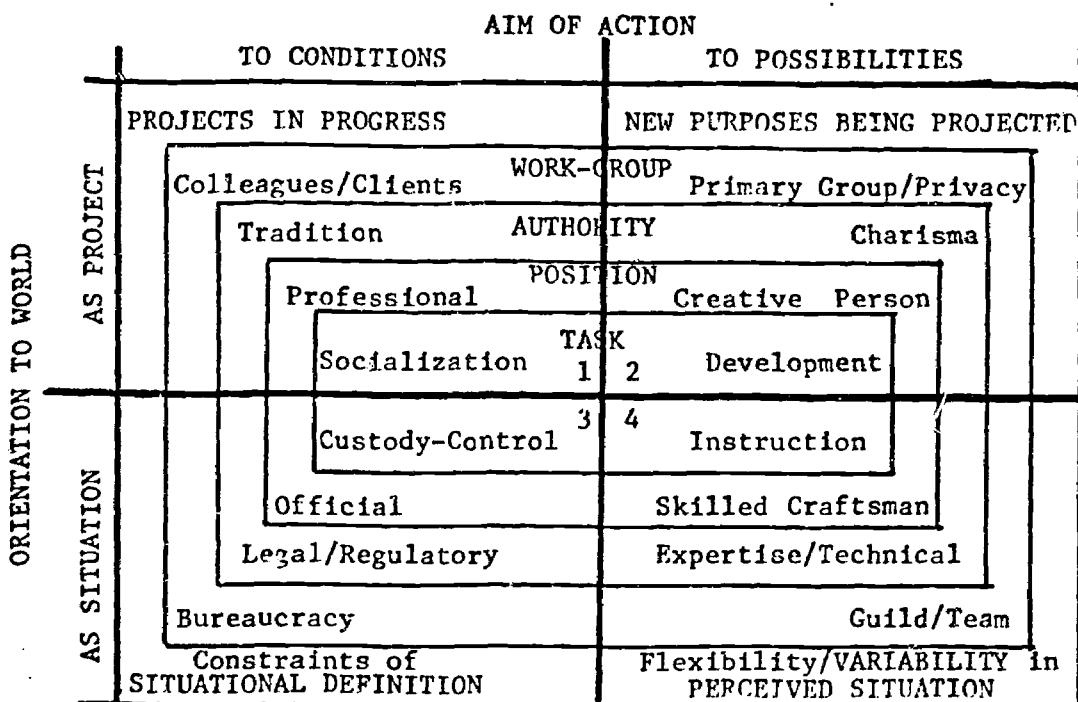 AIM OF ACTION
TO CONDITIONS TO POSSIBILITIES
PROJECTS IN PROGRESS NEW PURPOSES BEING PROJECTED
WORK-GROUP
Colleagues/Clients Primary Group/Privacy
Tradition AUTHORITY Charisma
POSITION
Professional Creative Person
TASK
Socialization 1 2 Development
3 4
Custody-Control Instruction
Official Skilled Craftsman
Legal/Regulatory Expertise/Technical
Bureaucracy Guild/Team
Constraints of Flexibility/VARIABILITY in
SITUATIONAL DEFINITION PERCEIVED SITUATION
ORIENTATION TO WORLD
AS PROJECT
AS SITUATION